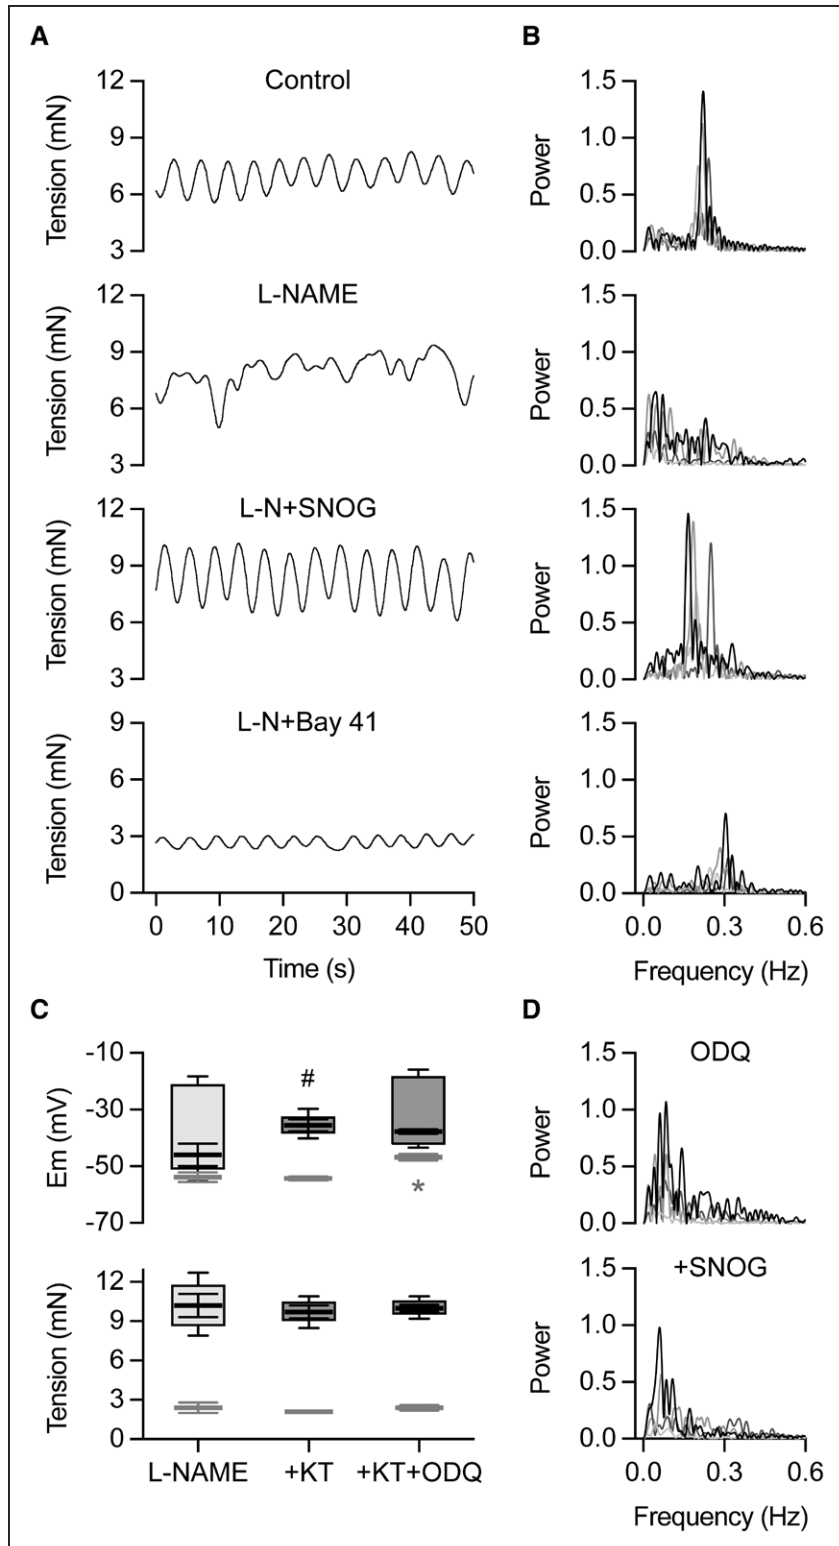 A
Control
Tension (mN)
12
9
6
3
L-NAME
Tension (mN)
12
9
6
3
L-N+SNOG
Tension (mN)
12
9
6
3
L-N+Bay 41
Tension (mN)
9
6
3
0
0 10 20 30 40 50
Time (s)
B
Power
1.5
1.0
0.5
0.0
Power
1.5
1.0
0.5
0.0
Power
1.5
1.0
0.5
0.0
Power
1.5
1.0
0.5
0.0
0.0 0.3 0.6
Frequency (Hz)
C
Em (mV)
-10
-30
-50
-70
#
*
Tension (mN)
12
9
6
3
0
L-NAME +KT +KT+ODQ
D
ODQ
Power
1.5
1.0
0.5
0.0
+SNOG
Power
1.5
1.0
0.5
0.0
0.0 0.3 0.6
Frequency (Hz)